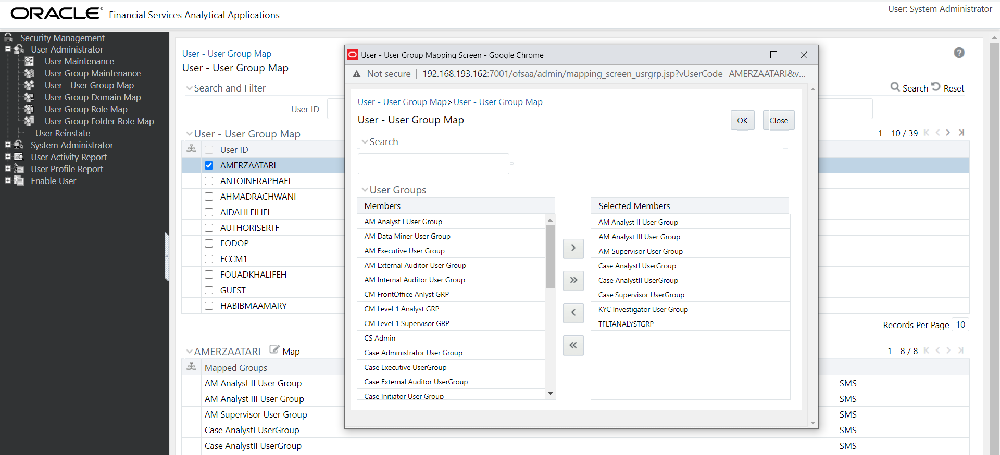 ORACLE® Financial Services Analytical Applications
User: System Administrator
Security Management
User Administrator
User Maintenance
User Group Maintenance
User - User Group Map
User Group Domain Map
User Group Role Map
User Group Folder Role Map
User Reinstate
System Administrator
User Activity Report
User Profile Report
Enable User
User - User Group Map
User - User Group Map
Search and Filter
Search Reset
User ID
User - User Group Map
1 - 10 / 39
User ID
AMERZAATARI
ANTOINERAPHAEL
AHMADRACHWANI
AIDAHLEIHEL
AUTHORISERTF
EODOP
FCCM1
FOUADKHALIFEH
GUEST
HABIBMAAMARY
Records Per Page 10
AMERZAATARI Map
1 - 8 / 8
Mapped Groups
AM Analyst II User Group SMS
AM Analyst III User Group SMS
AM Supervisor User Group SMS
Case AnalystI UserGroup SMS
Case AnalystII UserGroup SMS
User - User Group Mapping Screen - Google Chrome
Not secure | 192.168.193.162:7001/ofsaa/admin/mapping_screen_usrgrp.jsp?vUserCode=AMERZAATARI&v...
User - User Group Map > User - User Group Map
User - User Group Map
OK Close
Search
User Groups
Members
AM Analyst I User Group
AM Data Miner User Group
AM Executive User Group
AM External Auditor User Group
AM Internal Auditor User Group
CM FrontOffice Anlyst GRP
CM Level 1 Analyst GRP
CM Level 1 Supervisor GRP
CS Admin
Case Administrator User Group
Case Executive UserGroup
Case External Auditor UserGroup
Case Initiator User Group
Selected Members
AM Analyst II User Group
AM Analyst III User Group
AM Supervisor User Group
Case AnalystI UserGroup
Case AnalystII UserGroup
Case Supervisor UserGroup
KYC Investigator User Group
TFLTANALYSTGRP